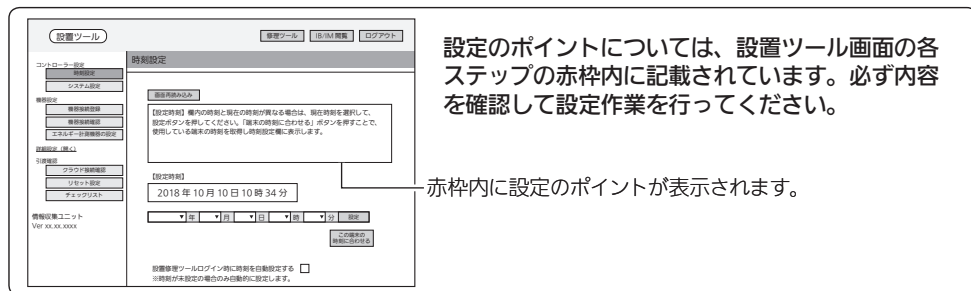 設置ツール
修理ツール
IB/IM 閲覧
ログアウト
コントローラー設定
時刻設定
システム設定
機器設定
機器接続登録
機器接続確認
エネルギー計測機器の設定
詳細設定（開く）
引渡確認
クラウド接続確認
リセット設定
チェックリスト
情報収集ユニット
Ver xx.xx.xxxx
時刻設定
画面再読み込み
【設定時刻】欄内の時刻と現在の時刻が異なる場合は、現在時刻を選択して、
設定ボタンを押してください。「端末の時刻に合わせる」ボタンを押すことで、
使用している端末の時刻を取得し時刻設定欄に表示します。
【設定時刻】
2018 年 10 月 10 日 10 時 34 分
▼ 年 ▼ 月 ▼ 日 ▼ 時 ▼ 分 設定
この端末の
時刻に合わせる
設置修理ツールログイン時に時刻を自動設定する
※時刻が未設定の場合のみ自動的に設定します。
設定のポイントについては、設置ツール画面の各
ステップの赤枠内に記載されています。必ず内容
を確認して設定作業を行ってください。
赤枠内に設定のポイントが表示されます。